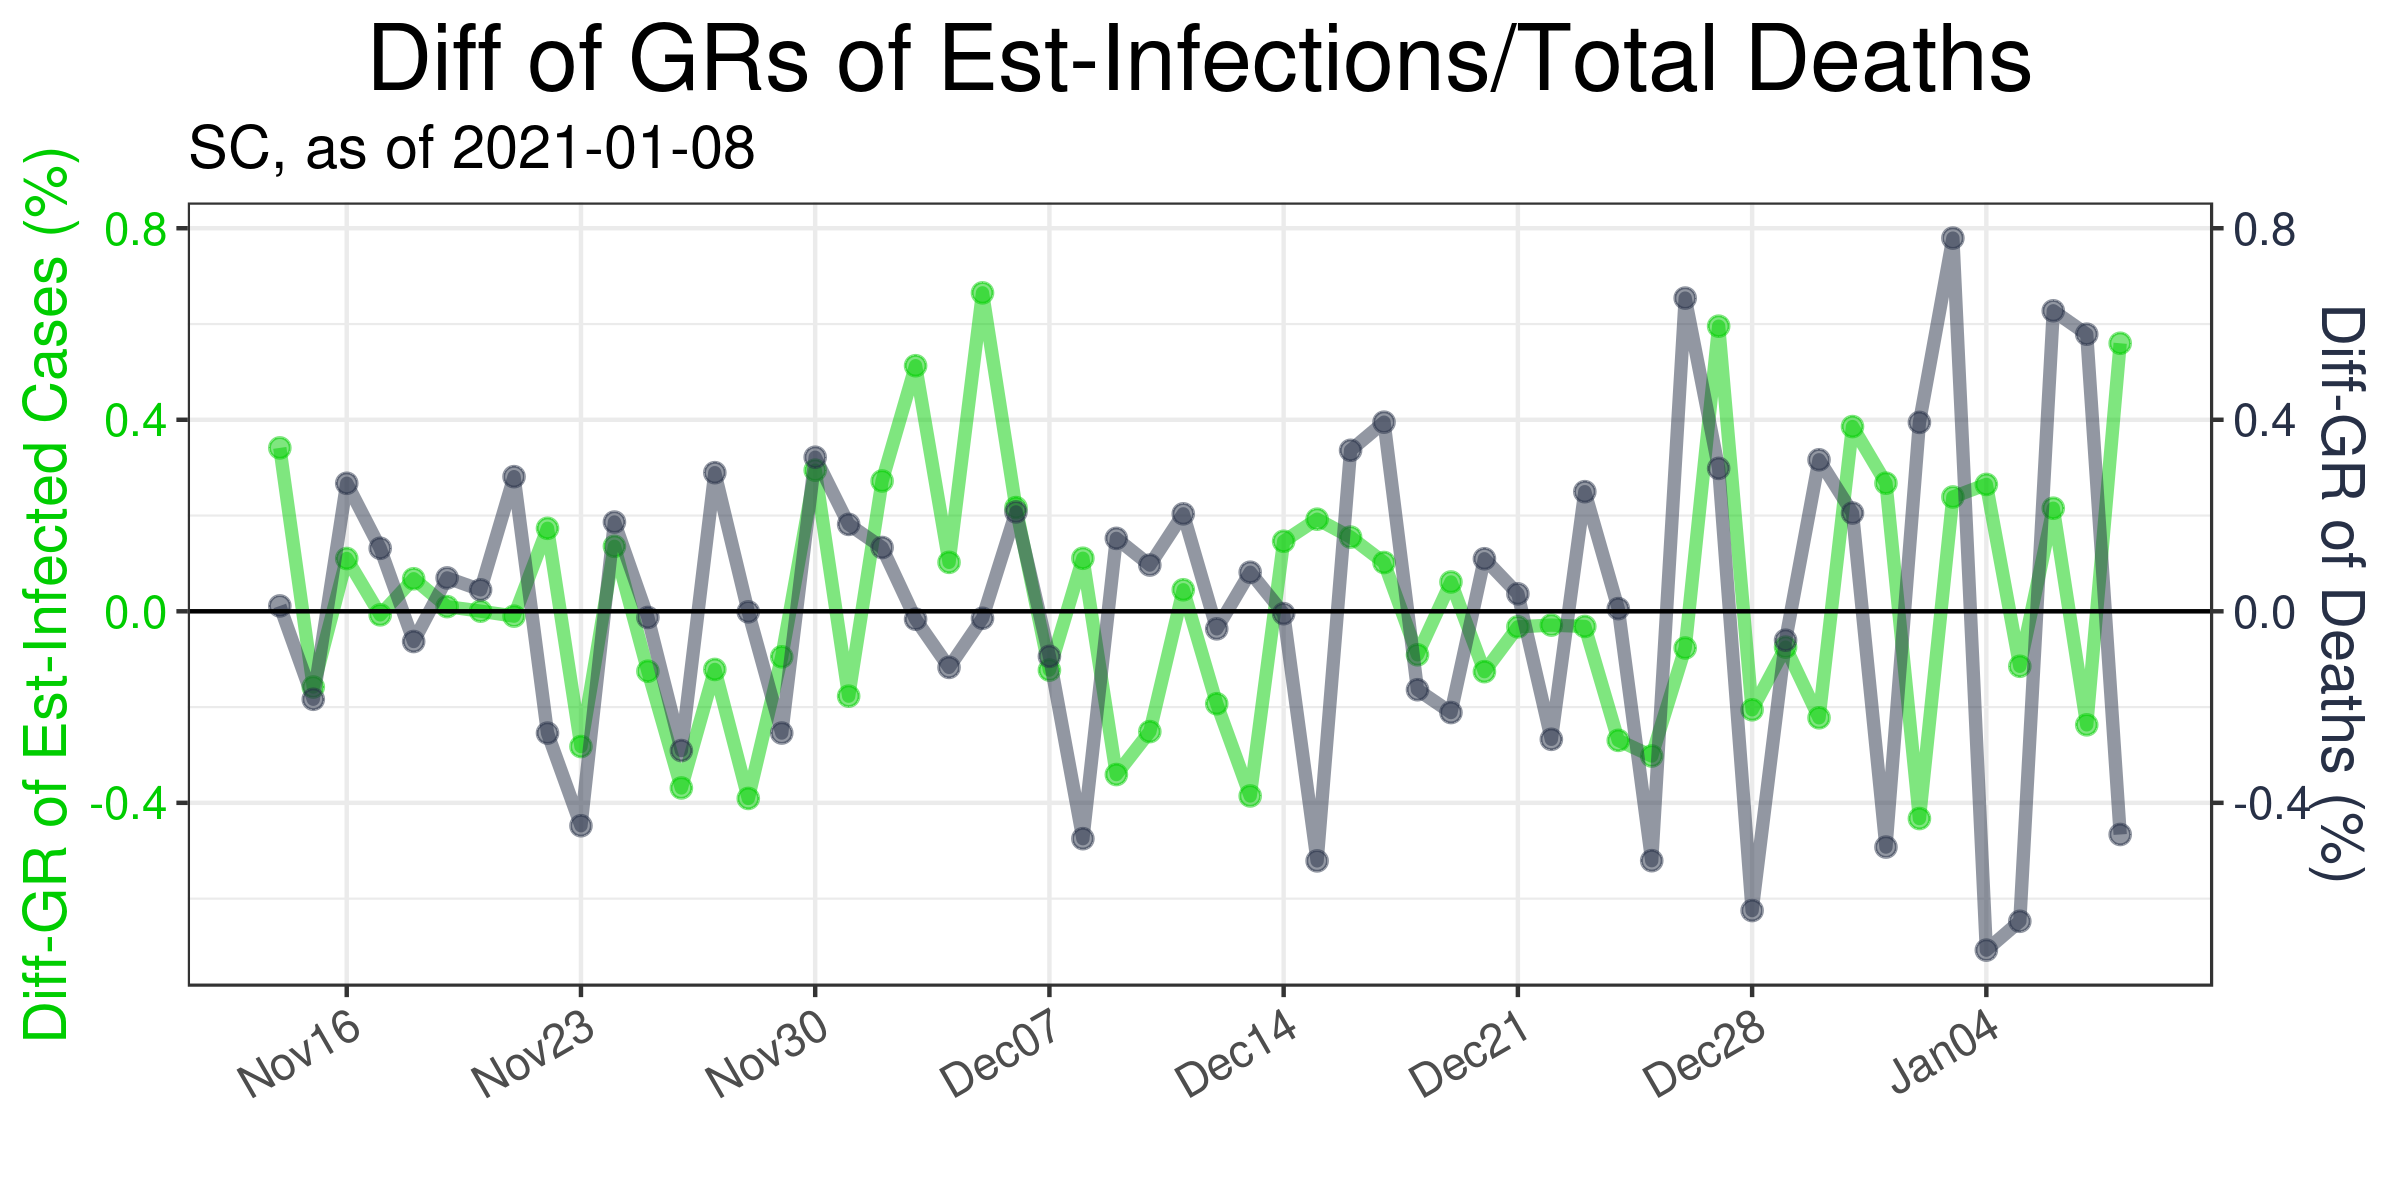 Diff of GRs of Est-Infections/Total Deaths
SC, as of 2021-01-08
Diff-GR of Est-Infected Cases (%)
0.8
0.4
0.0
-0.4
0.8
0.4
0.0
-0.4
Diff-GR of Deaths (%)
Nov16
Nov23
Nov30
Dec07
Dec14
Dec21
Dec28
Jan04